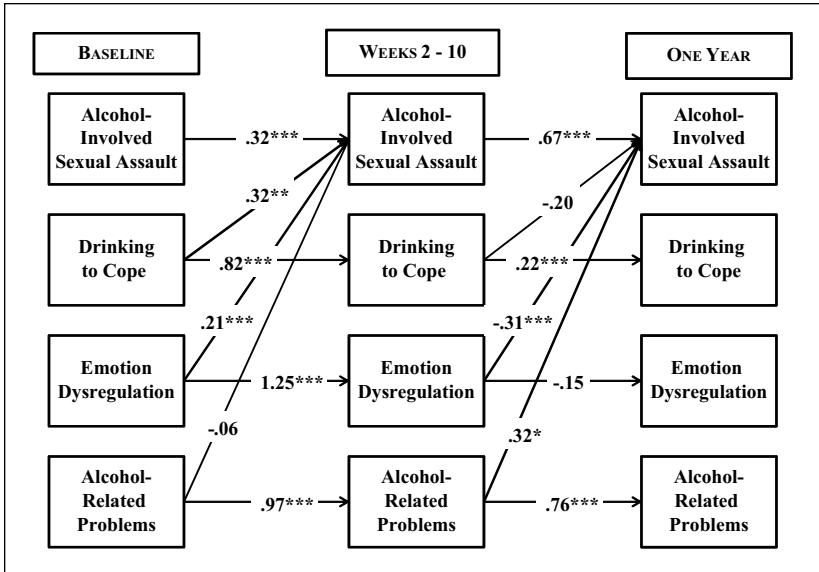 BASELINE
WEEKS 2 - 10
ONE YEAR
Alcohol-
Involved
Sexual Assault
.32***
Alcohol-
Involved
Sexual Assault
.67***
Alcohol-
Involved
Sexual Assault
.32**
-.20
Drinking
to Cope
.82***
Drinking
to Cope
.22***
Drinking
to Cope
.21***
-.31***
Emotion
Dysregulation
1.25***
Emotion
Dysregulation
-.15
Emotion
Dysregulation
-.06
.32*
Alcohol-
Related
Problems
.97***
Alcohol-
Related
Problems
.76***
Alcohol-
Related
Problems